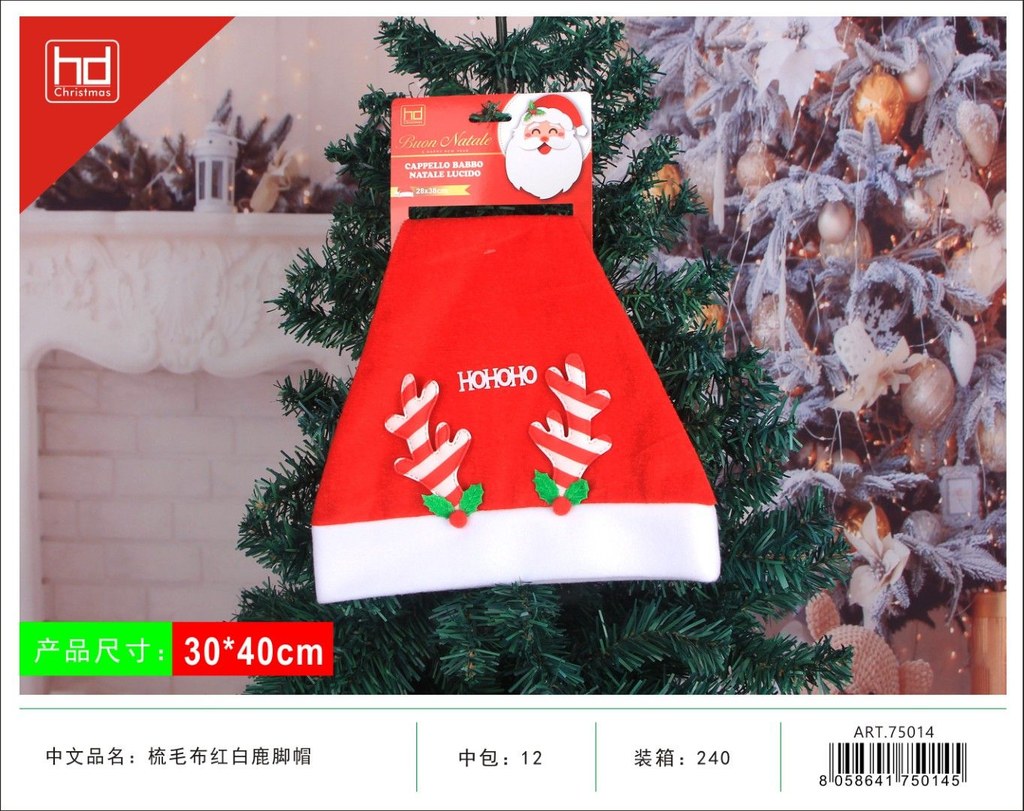 hd
Christmas
hd
Buon Natale
CAPPELLO BABBO
NATALE LUCIDO
28x38cm
HOHOHO
产品尺寸：
30*40cm
中文品名：梳毛布红白鹿脚帽
中包：12
装箱：240
ART.75014
8 058641 750145